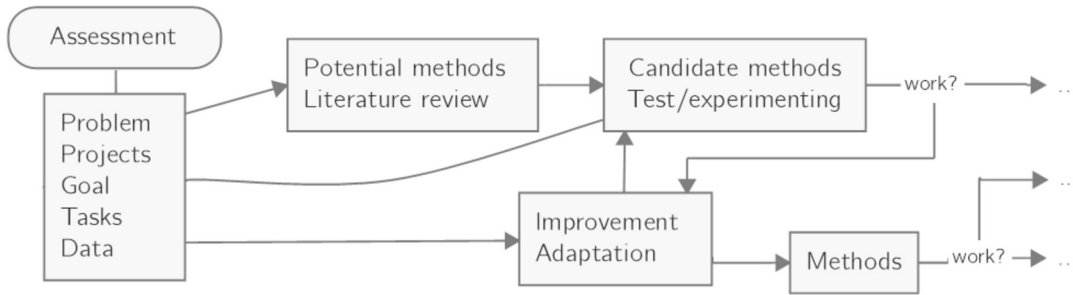 Assessment
Problem
Projects
Goal
Tasks
Data
Potential methods
Literature review
Candidate methods
Test/experimenting
work?
..
Improvement
Adaptation
..
Methods
work?
..